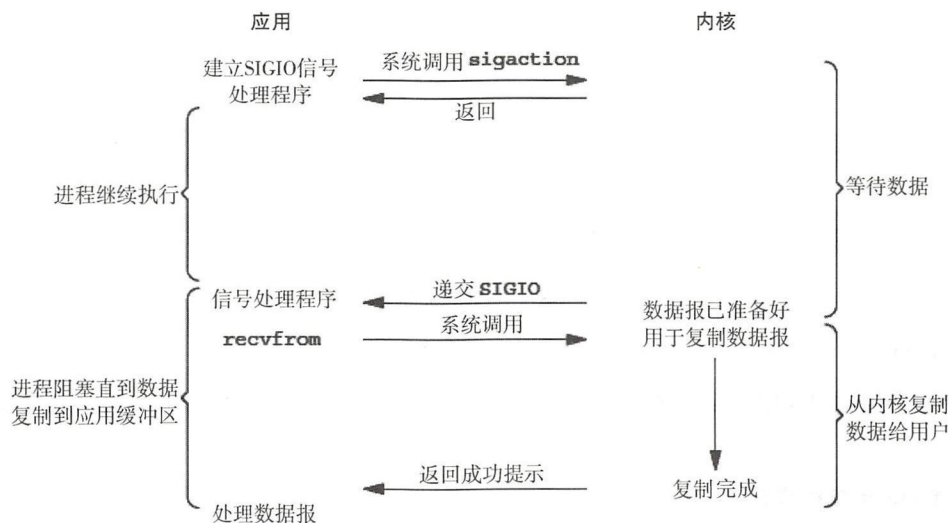 应用
内核
建立SIGIO信号
处理程序
系统调用 sigaction
返回
进程继续执行
等待数据
信号处理程序
递交 SIGIO
数据报已准备好
用于复制数据报
recvfrom
系统调用
进程阻塞直到数据
复制到应用缓冲区
从内核复制
数据给用户
返回成功提示
复制完成
处理数据报